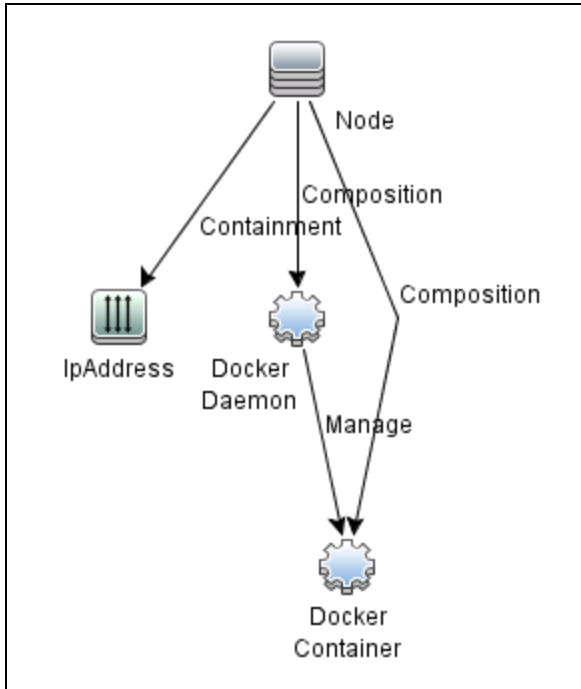 Node
Composition
Containment
Composition
IpAddress
Docker
Daemon
Manage
Docker
Container